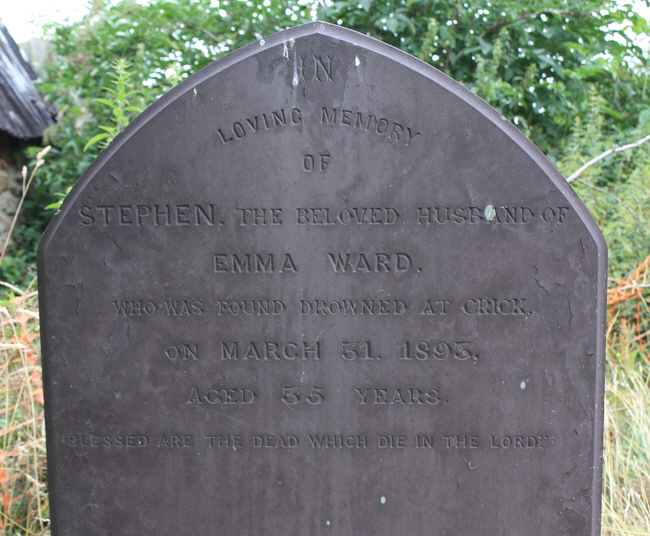 IN
LOVING MEMORY
OF
STEPHEN, THE BELOVED HUSBAND OF
EMMA WARD,
WHO WAS FOUND DROWNED AT CRICK,
ON MARCH 31, 1893,
AGED 35 YEARS.
"BLESSED ARE THE DEAD WHICH DIE IN THE LORD."